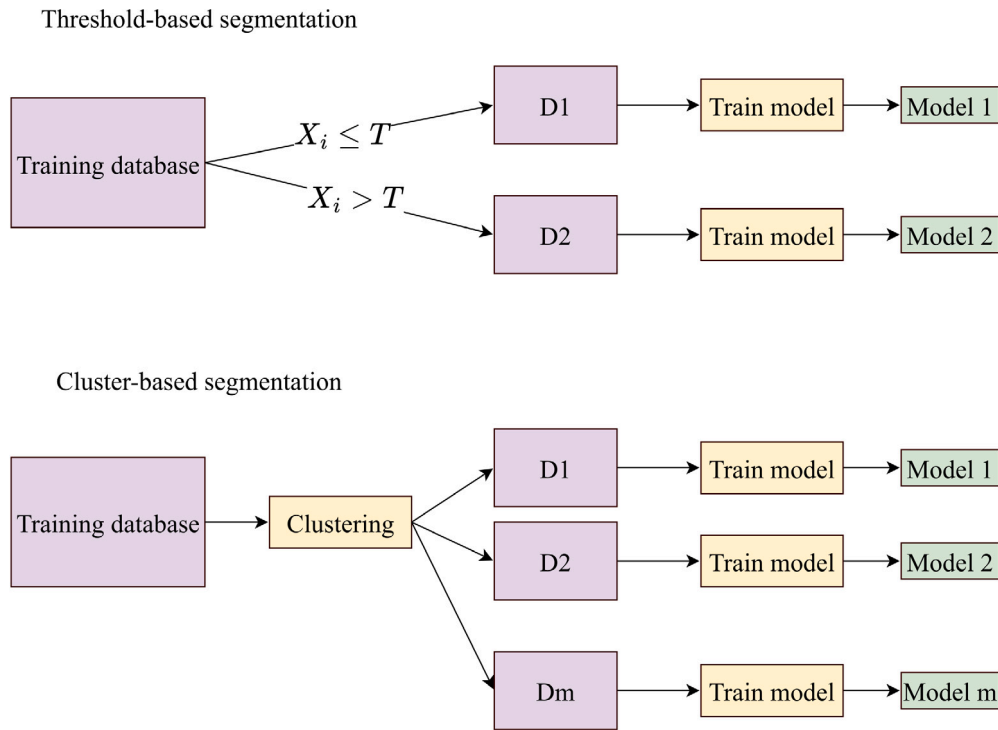 Threshold-based segmentation
Training database
X_i ≤ T
X_i > T
D1
Train model
Model 1
D2
Train model
Model 2
Cluster-based segmentation
Training database
Clustering
D1
Train model
Model 1
D2
Train model
Model 2
Dm
Train model
Model m